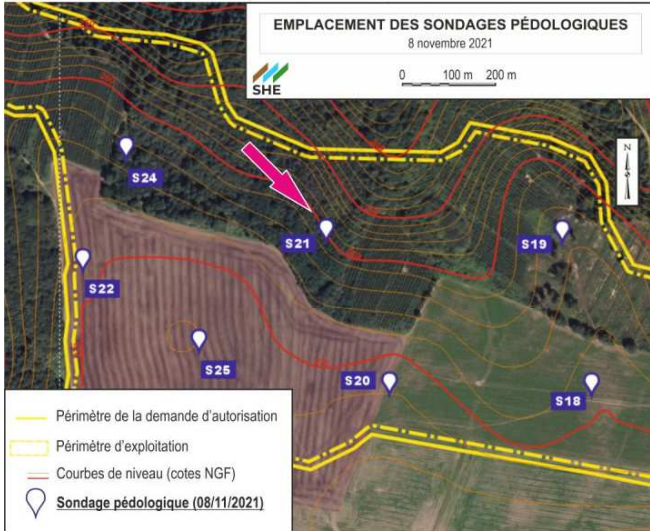 EMPLACEMENT DES SONDAGES PÉDOLOGIQUES
8 novembre 2021
SHE
0 100 m 200 m
N
S24
S21
S19
S22
S25
S20
S18
Périmètre de la demande d'autorisation
Périmètre d'exploitation
Courbes de niveau (cotes NGF)
Sondage pédologique (08/11/2021)